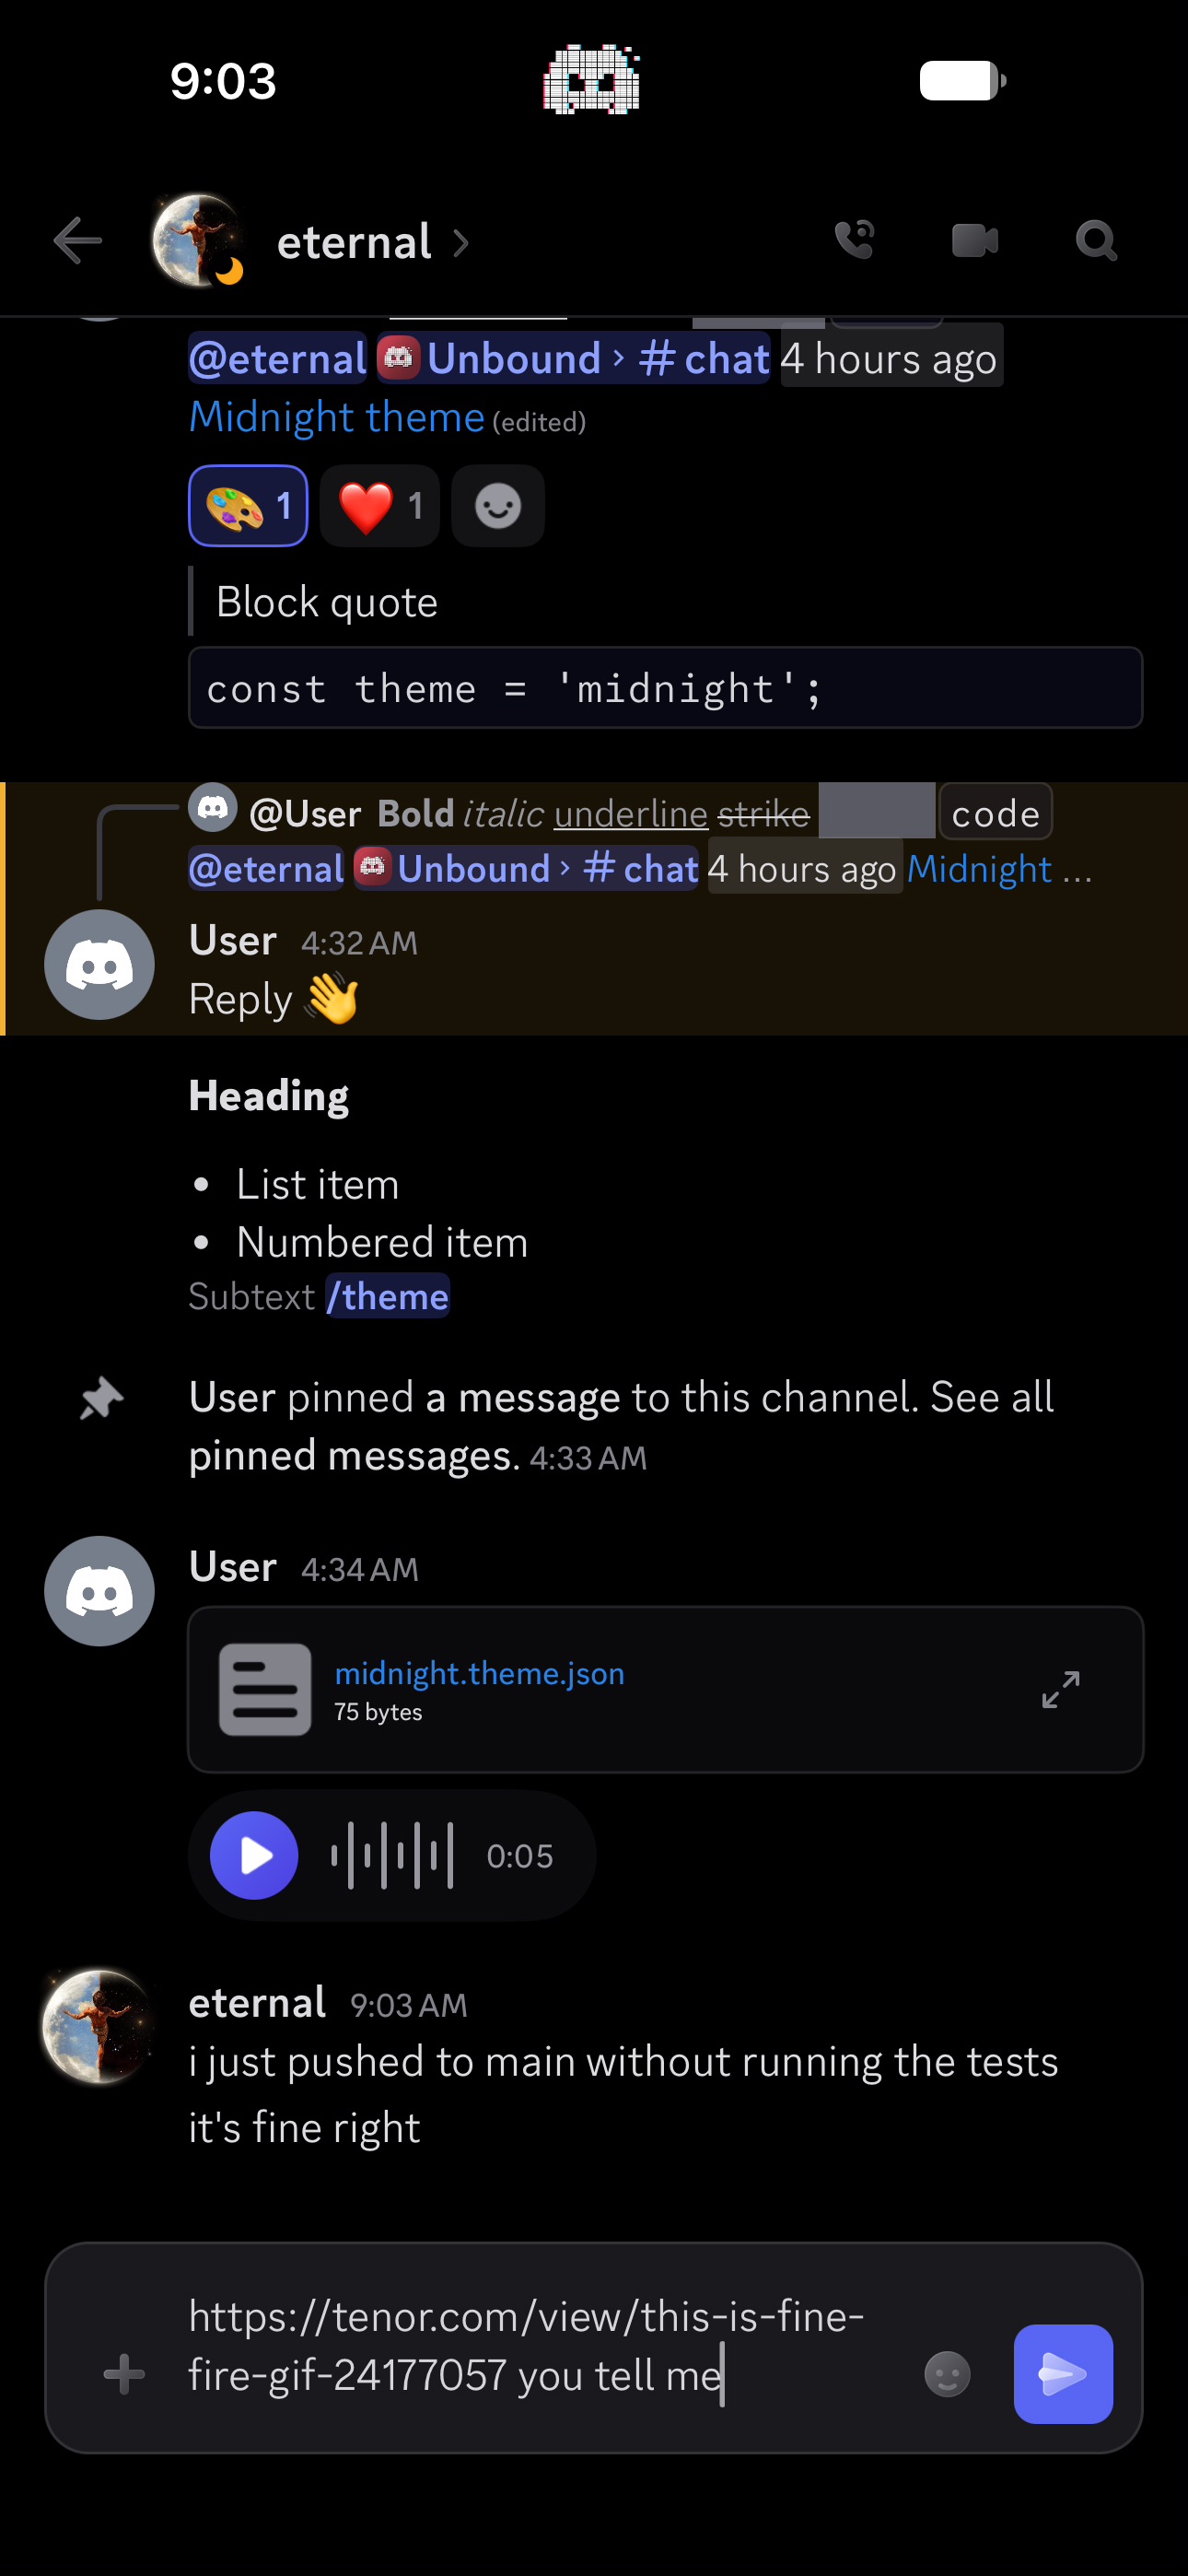 9:03
eternal
@eternal Unbound › # chat 4 hours ago
Midnight theme (edited)
1 1
Block quote
const theme = 'midnight';
@User Bold italic underline strike code
@eternal Unbound › # chat 4 hours ago Midnight ...
User 4:32 AM
Reply 👋
Heading
• List item
• Numbered item
Subtext /theme
User pinned a message to this channel. See all
pinned messages. 4:33 AM
User 4:34 AM
midnight.theme.json
75 bytes
0:05
eternal 9:03 AM
i just pushed to main without running the tests
it's fine right
https://tenor.com/view/this-is-fine-
fire-gif-24177057 you tell me